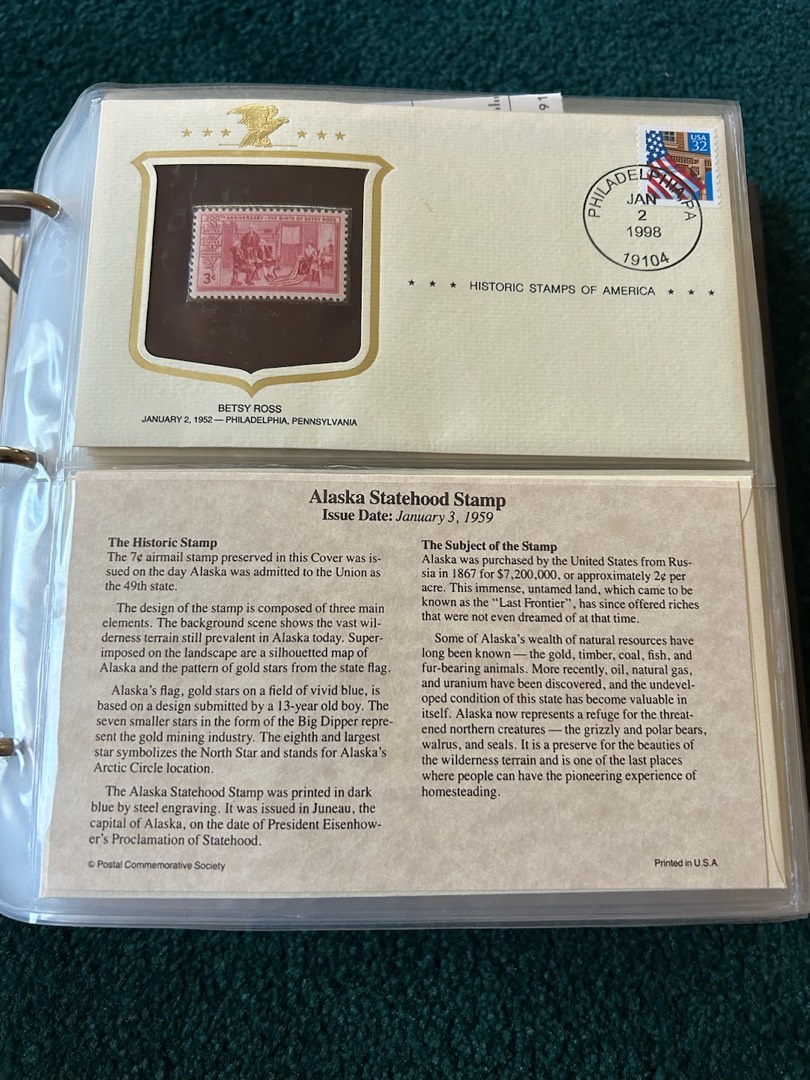 91
USA
32
PHILADELPHIA, PA
JAN
2
1998
19104
200TH ANNIVERSARY · THE BIRTH OF BETSY ROSS
3¢
★ ★ ★ HISTORIC STAMPS OF AMERICA ★ ★ ★
BETSY ROSS
JANUARY 2, 1952 — PHILADELPHIA, PENNSYLVANIA
Alaska Statehood Stamp
Issue Date: January 3, 1959
The Historic Stamp
The 7¢ airmail stamp preserved in this Cover was is-
sued on the day Alaska was admitted to the Union as
the 49th state.
The design of the stamp is composed of three main
elements. The background scene shows the vast wil-
derness terrain still prevalent in Alaska today. Super-
imposed on the landscape are a silhouetted map of
Alaska and the pattern of gold stars from the state flag.
Alaska's flag, gold stars on a field of vivid blue, is
based on a design submitted by a 13-year old boy. The
seven smaller stars in the form of the Big Dipper repre-
sent the gold mining industry. The eighth and largest
star symbolizes the North Star and stands for Alaska's
Arctic Circle location.
The Alaska Statehood Stamp was printed in dark
blue by steel engraving. It was issued in Juneau, the
capital of Alaska, on the date of President Eisenhow-
er's Proclamation of Statehood.
The Subject of the Stamp
Alaska was purchased by the United States from Rus-
sia in 1867 for $7,200,000, or approximately 2¢ per
acre. This immense, untamed land, which came to be
known as the "Last Frontier", has since offered riches
that were not even dreamed of at that time.
Some of Alaska's wealth of natural resources have
long been known — the gold, timber, coal, fish, and
fur-bearing animals. More recently, oil, natural gas,
and uranium have been discovered, and the undevel-
oped condition of this state has become valuable in
itself. Alaska now represents a refuge for the threat-
ened northern creatures — the grizzly and polar bears,
walrus, and seals. It is a preserve for the beauties of
the wilderness terrain and is one of the last places
where people can have the pioneering experience of
homesteading.
© Postal Commemorative Society
Printed in U.S.A.